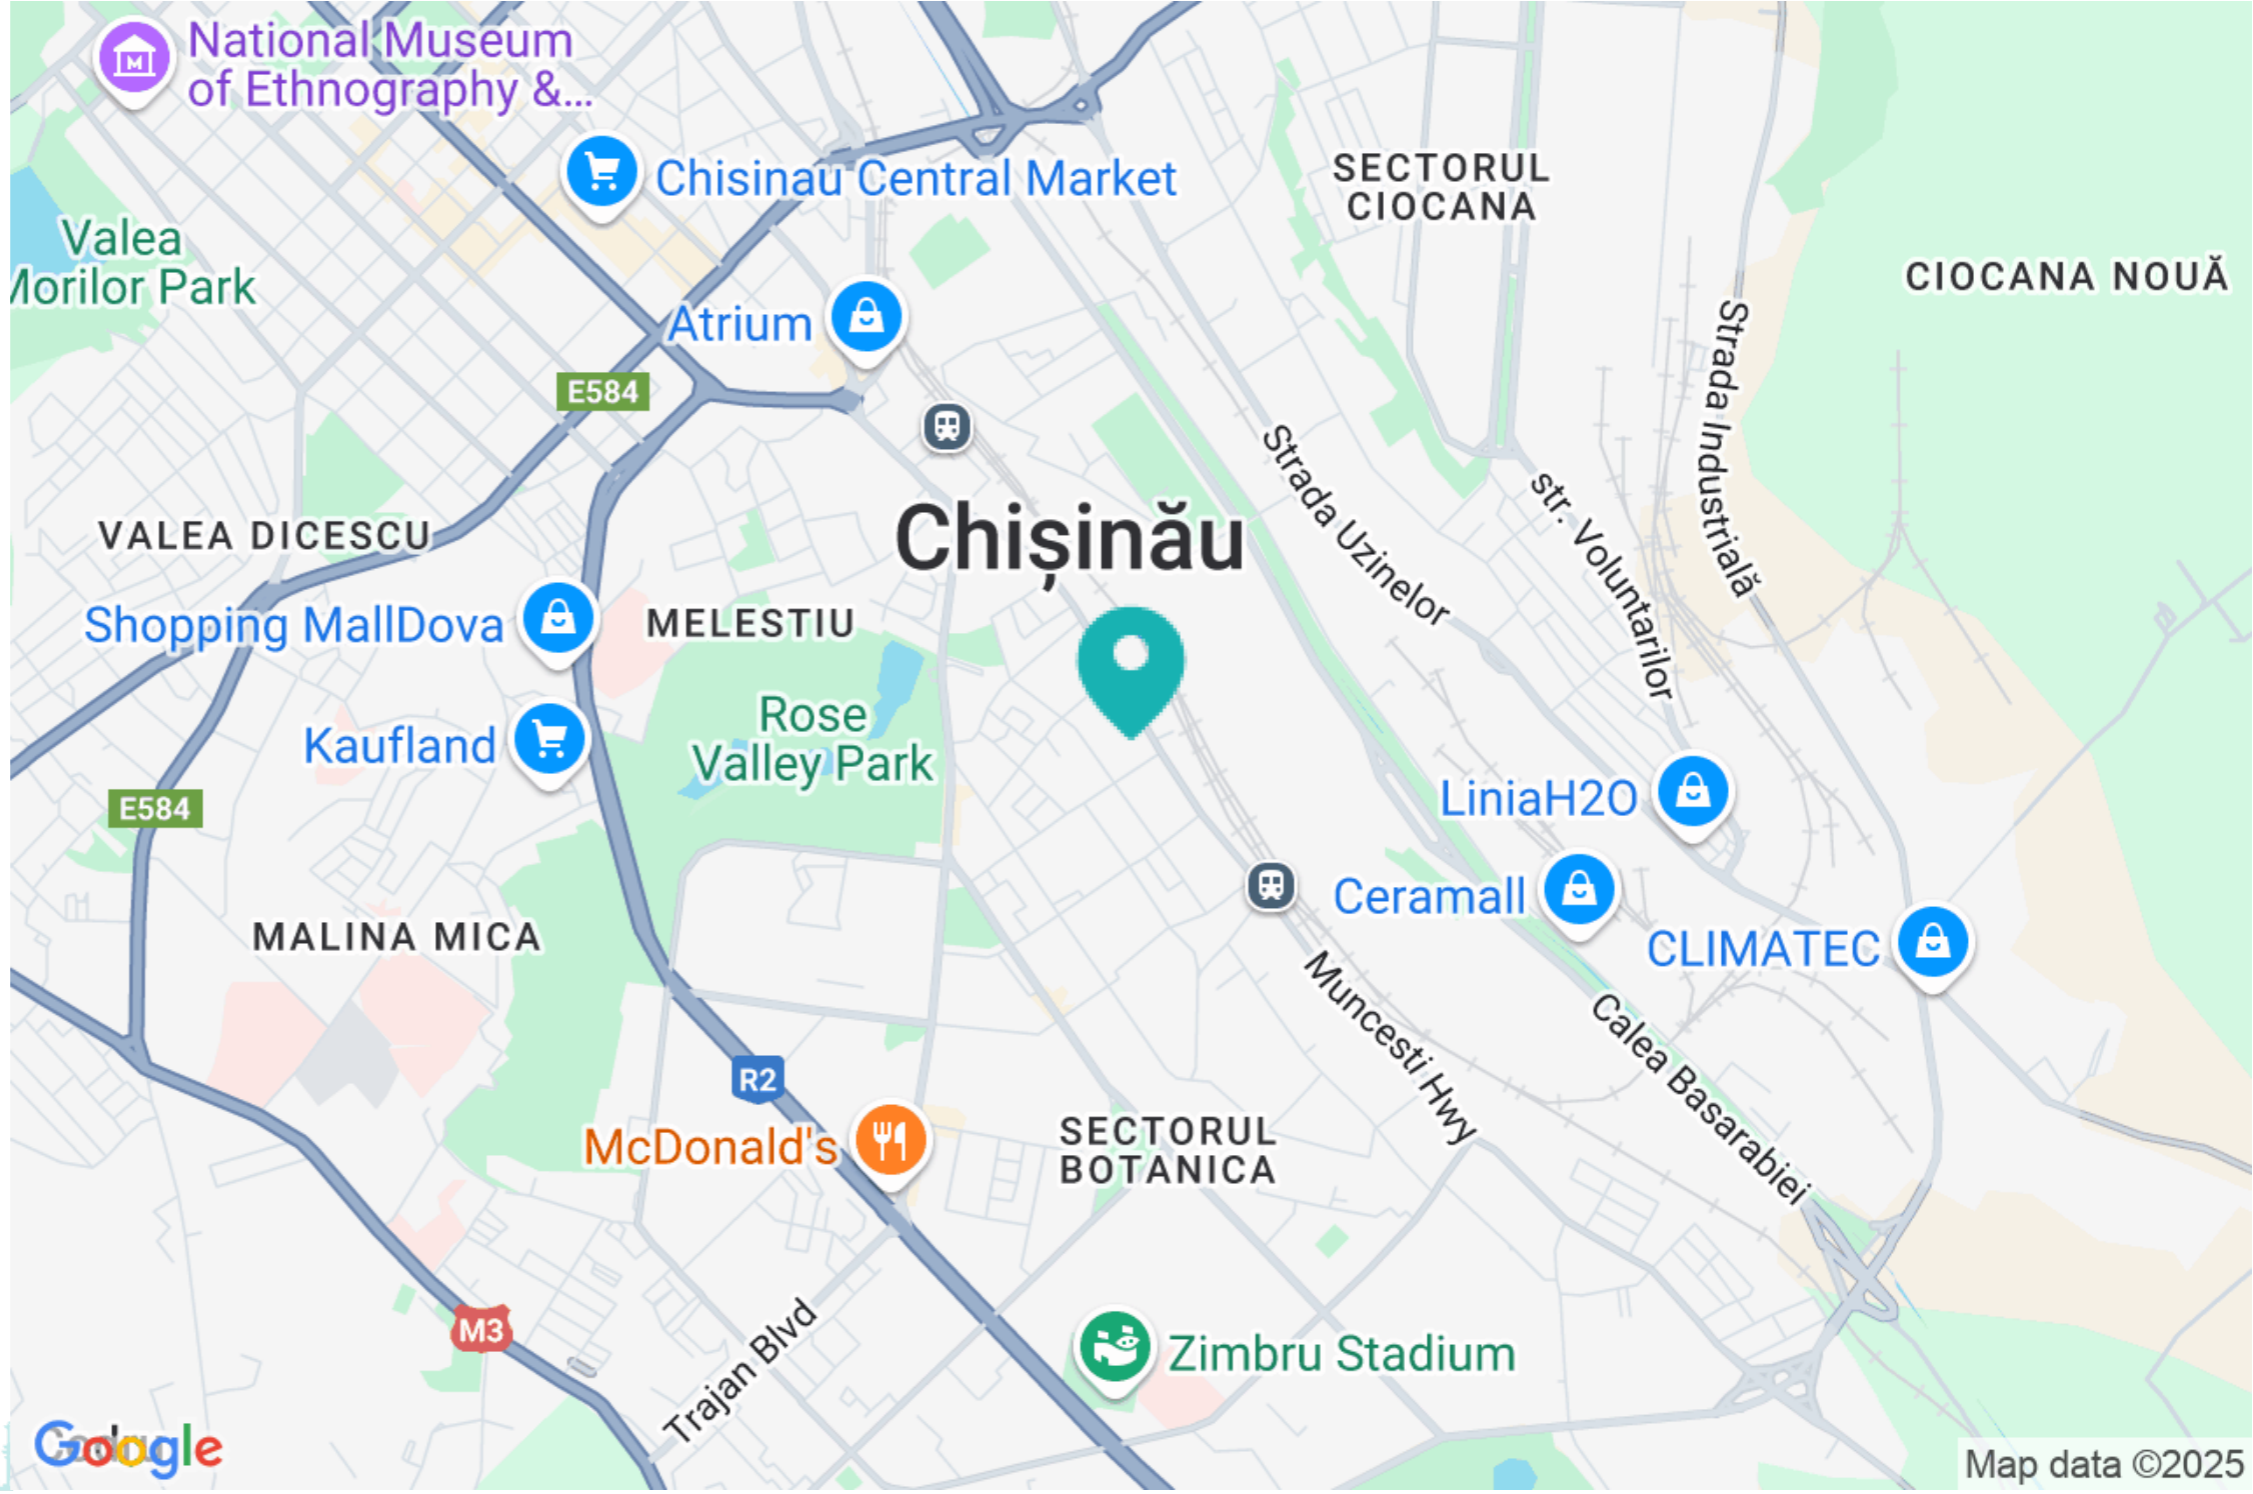 National Museum
of Ethnography &...
Chisinau Central Market
SECTORUL
CIOCANA
Valea
Morilor Park
CIOCANA NOUĂ
Atrium
E584
Strada Industrială
Strada Uzinelor
str. Voluntarilor
VALEA DICESCU
Chișinău
Shopping MallDova
MELESTIU
Rose
Valley Park
Kaufland
E584
LiniaH2O
Ceramall
CLIMATEC
MALINA MICA
Muncesti Hwy
Calea Basarabiei
R2
McDonald's
SECTORUL
BOTANICA
M3
Trajan Blvd
Zimbru Stadium
Google
Map data ©2025